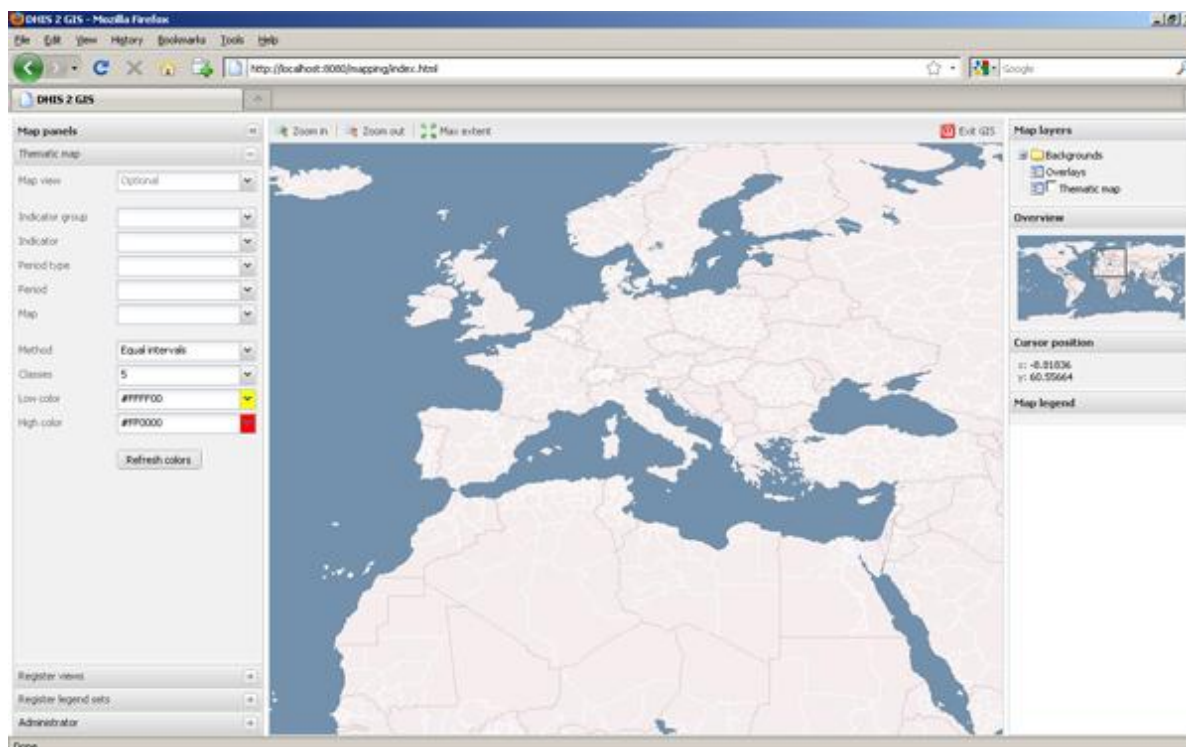 DHIS 2 GIS - Mozilla Firefox
File Edit View History Bookmarks Tools Help
http://localhost:8080/mapping/index.html
Google
DHIS 2 GIS
Map panels
Zoom in Zoom out Max extent
Exit GIS
Map layers
Thematic map
Backgrounds
Overlays
Thematic map
Map view Optional
Overview
Indicator group
Indicator
Period type
Period
Map
Cursor position
x: -8.81836
y: 60.55664
Method Equal intervals
Classes 5
Low color #FFFF00
High color #FF0000
Map legend
Refresh colors
Register views
Register legend sets
Administrator
Done